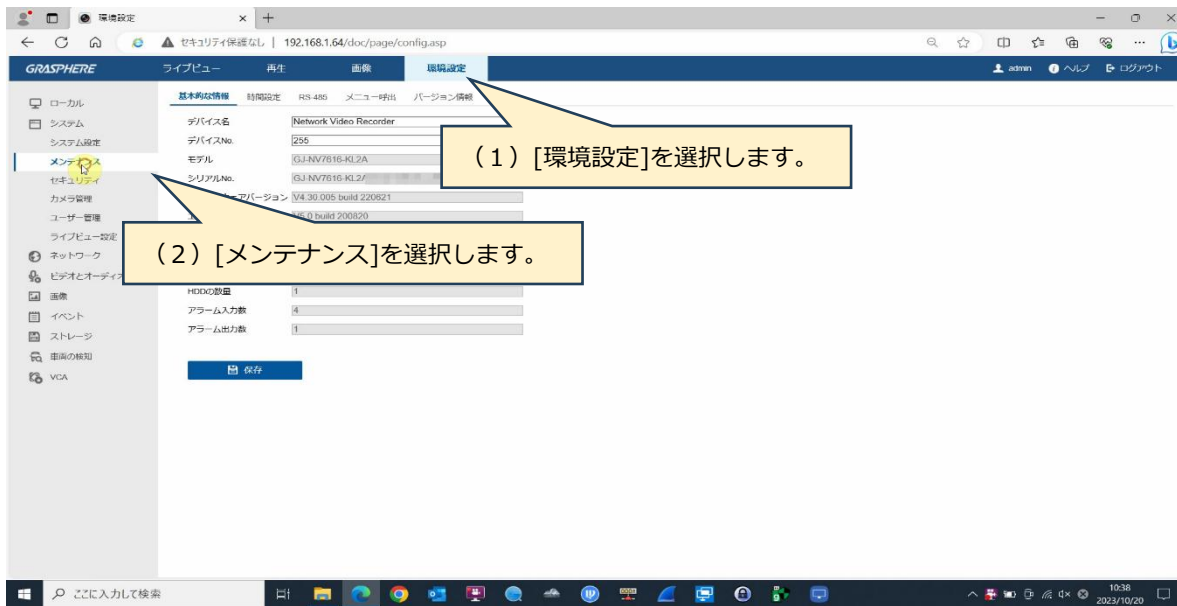 環境設定
セキュリティ保護なし | 192.168.1.64/doc/page/config.asp
GRASPHERE ライブビュー 再生 画像 環境設定 admin ヘルプ ログアウト
ローカル
システム
システム設定
メンテナンス
セキュリティ
カメラ管理
ユーザー管理
ライブビュー設定
ネットワーク
ビデオとオーディオ
画像
イベント
ストレージ
車両の検知
VCA
基本的な情報 時間設定 RS-485 メニュー呼出 バージョン情報
デバイス名 Network Video Recorder
デバイスNo. 255
モデル GJ-NV7616-KL2A
シリアルNo. GJ-NV7616-KL2/
アバージョン V4.30.005 build 220621
V5.0 build 200820
HDDの数量 1
アラーム入力数 4
アラーム出力数 1
保存
（1）[環境設定]を選択します。
（2）[メンテナンス]を選択します。
ここに入力して検索
10:38
2023/10/20